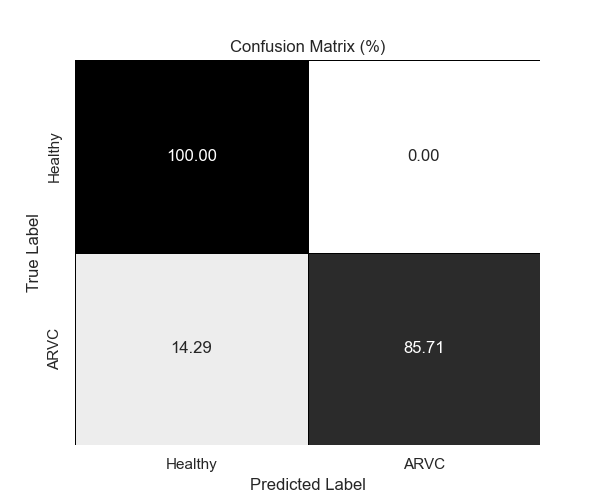 Confusion Matrix (%)
True Label
Healthy
100.00 0.00
ARVC
14.29 85.71
Healthy ARVC
Predicted Label